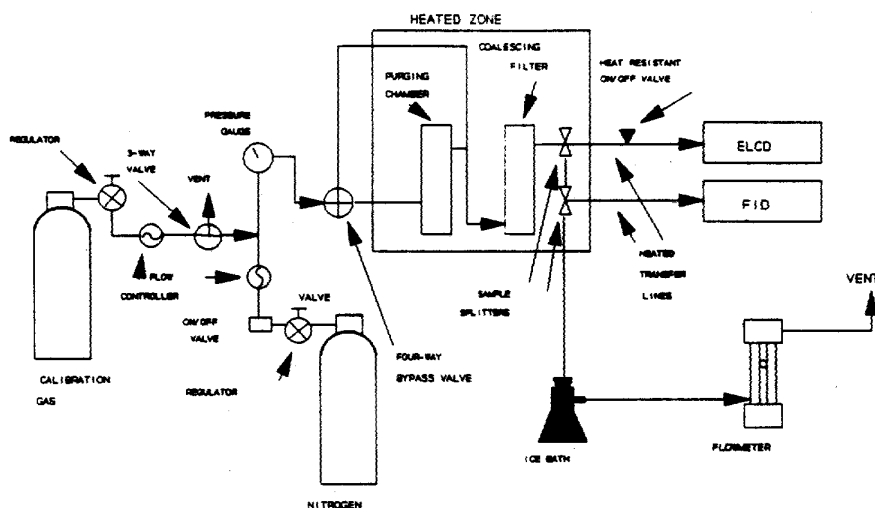 HEATED ZONE
COALESCING
FILTER
HEAT RESISTANT
ON/OFF VALVE
PURGING
CHAMBER
PRESSURE
GAUGE
REGULATOR
3-WAY
VALVE
VENT
ELCD
FID
FLOW
CONTROLLER
HEATED
TRANSFER
LINES
SAMPLE
SPLITTERS
VENT
VALVE
ON/OFF
VALVE
FOUR-WAY
BYPASS VALVE
REGULATOR
CALIBRATION
GAS
FLOWMETER
ICE BATH
NITROGEN